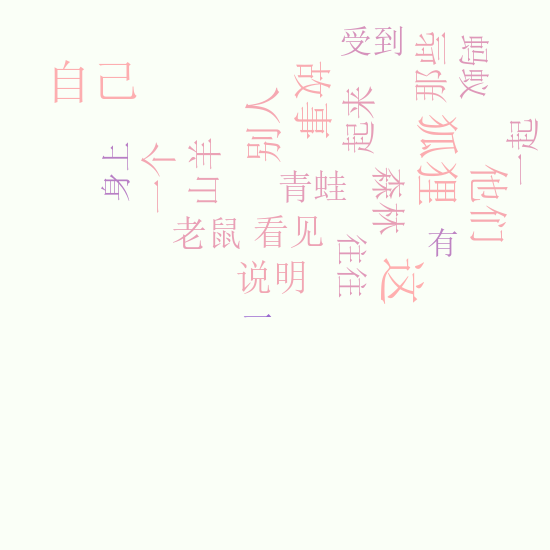 受到
蚂蚁
自己
故事
别人
起来
狐狸
一起
身上
一个
山羊
青蛙
森林
他们
老鼠
看见
往往
有
说明
这
一